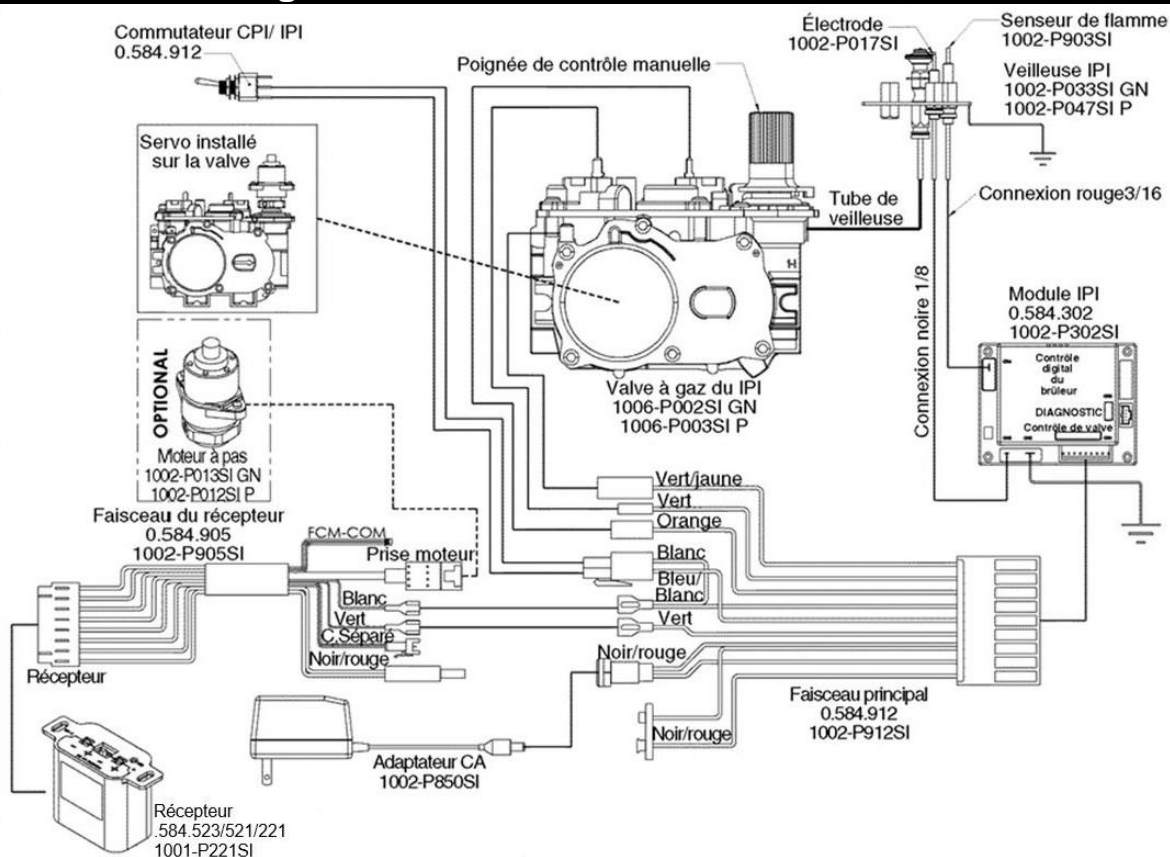 Commutateur CPI/ IPI
0.584.912
Poignée de contrôle manuelle
Électrode
1002-P017SI
Senseur de flamme
1002-P903SI
Veilleuse IPI
1002-P033SI GN
1002-P047SI P
Servo installé
sur la valve
Tube de
veilleuse
Connexion rouge3/16
Connexion noire 1/8
Module IPI
0.584.302
1002-P302SI
Contrôle
digital
du
brûleur
DIAGNOSTIC
Contrôle de valve
Valve à gaz du IPI
1006-P002SI GN
1006-P003SI P
OPTIONAL
Moteur à pas
1002-P013SI GN
1002-P012SI P
Faisceau du récepteur
0.584.905
1002-P905SI
FCM-COM
Prise moteur
Blanc
Vert
C.Séparé
Noir/rouge
Récepteur
Vert/jaune
Vert
Orange
Blanc
Bleu/
Blanc
Vert
Noir/rouge
Noir/rouge
Faisceau principal
0.584.912
1002-P912SI
Adaptateur CA
1002-P850SI
Récepteur
.584.523/521/221
1001-P221SI